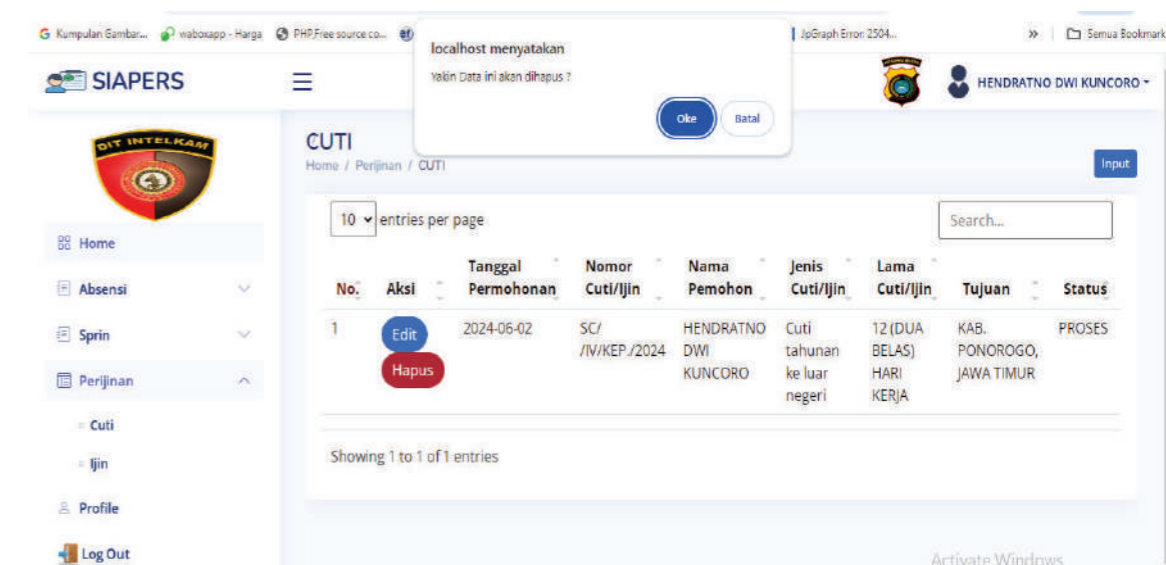 Kumpulan Gambar...
waboxapp - Harga
PHP,Free source co...
JpGraph Error: 2504...
»
Semua Bookmark
localhost menyatakan
Yakin Data ini akan dihapus ?
Oke
Batal
SIAPERS
HENDRATNO DWI KUNCORO
DIT INTELKAM
CUTI
Home / Perijinan / CUTI
Input
10 entries per page
Search...
Home
Absensi
Sprin
Perijinan
Cuti
Ijin
Profile
Log Out
No. Aksi Tanggal Permohonan Nomor Cuti/Ijin Nama Pemohon Jenis Cuti/Ijin Lama Cuti/Ijin Tujuan Status
1 Edit Hapus 2024-06-02 SC/ /IV/KEP./2024 HENDRATNO DWI KUNCORO Cuti tahunan ke luar negeri 12 (DUA BELAS) HARI KERJA KAB. PONOROGO, JAWA TIMUR PROSES
Showing 1 to 1 of 1 entries
Activate Windows